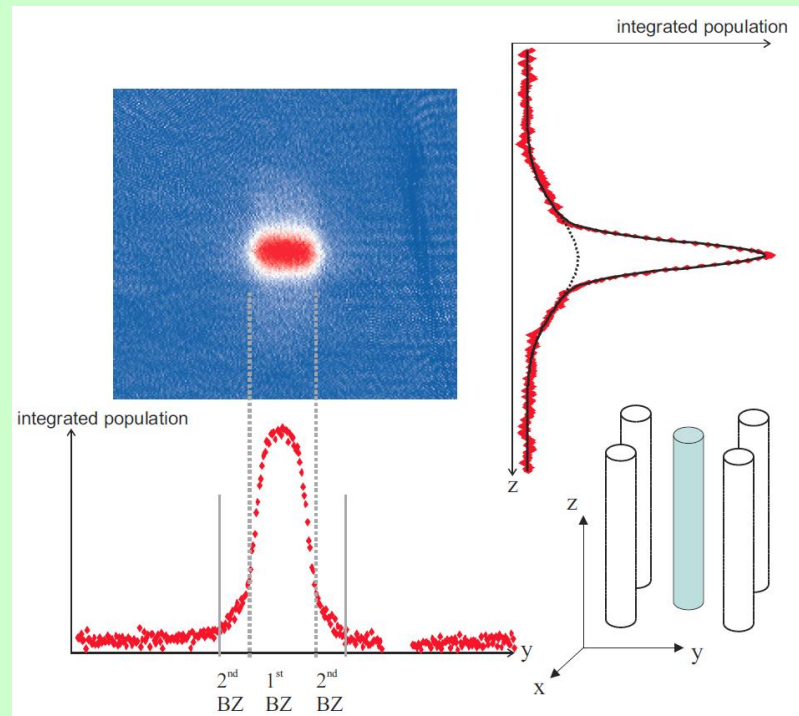 integrated population
z
integrated population
y
2nd 1st 2nd
BZ BZ BZ
z
y
x